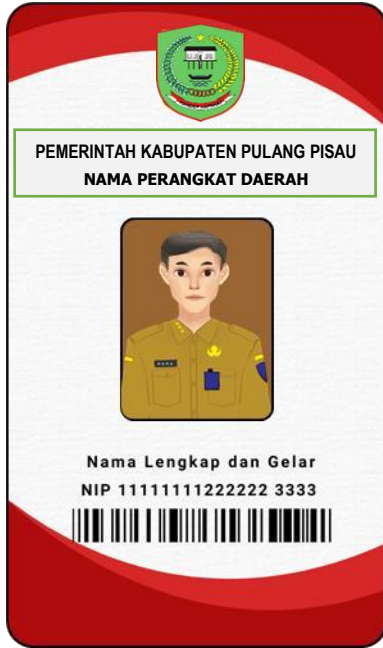 PEMERINTAH KABUPATEN PULANG PISAU
NAMA PERANGKAT DAERAH
Nama Lengkap dan Gelar
NIP 11111111222222 3333